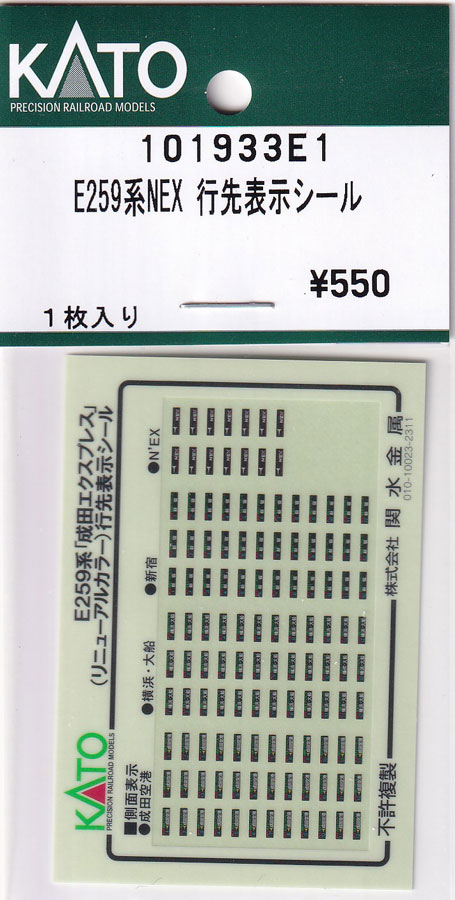 KATO
PRECISION RAILROAD MODELS
101933E1
E259系NEX 行先表示シール
¥550
1枚入り
KATO
PRECISION RAILROAD MODELS
E259系「成田エクスプレス」
(リニューアルカラー)行先表示シール
■側面表示
●成田空港
●横浜・大船
●新宿
●N'EX
不許複製
株式会社 関水金属
010-10023-2311